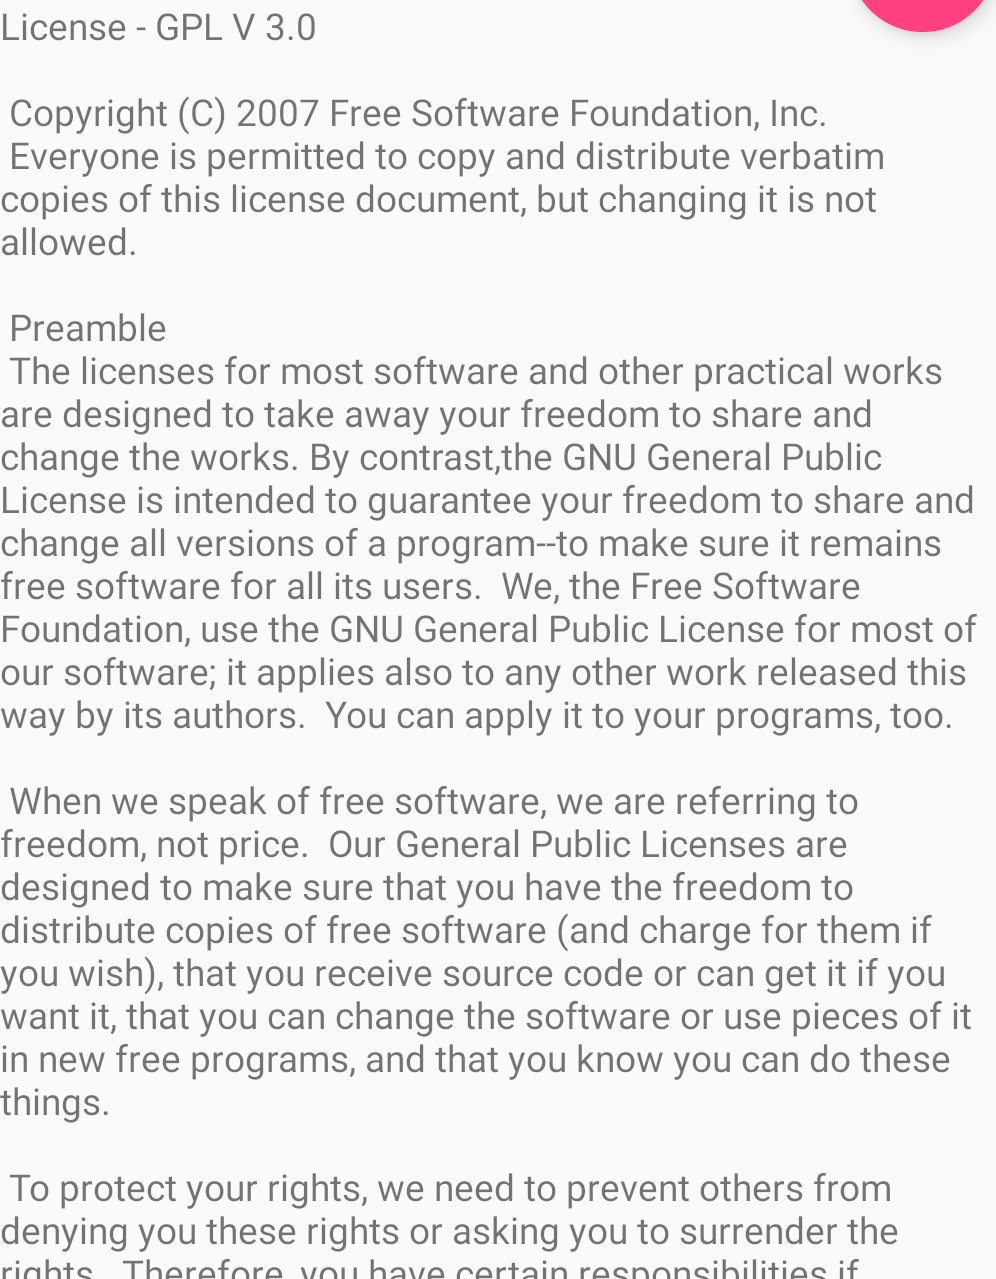 License - GPL V 3.0
Copyright (C) 2007 Free Software Foundation, Inc.
Everyone is permitted to copy and distribute verbatim
copies of this license document, but changing it is not
allowed.
Preamble
The licenses for most software and other practical works
are designed to take away your freedom to share and
change the works. By contrast,the GNU General Public
License is intended to guarantee your freedom to share and
change all versions of a program--to make sure it remains
free software for all its users.  We, the Free Software
Foundation, use the GNU General Public License for most of
our software; it applies also to any other work released this
way by its authors.  You can apply it to your programs, too.
When we speak of free software, we are referring to
freedom, not price.  Our General Public Licenses are
designed to make sure that you have the freedom to
distribute copies of free software (and charge for them if
you wish), that you receive source code or can get it if you
want it, that you can change the software or use pieces of it
in new free programs, and that you know you can do these
things.
To protect your rights, we need to prevent others from
denying you these rights or asking you to surrender the
rights.  Therefore, you have certain responsibilities if